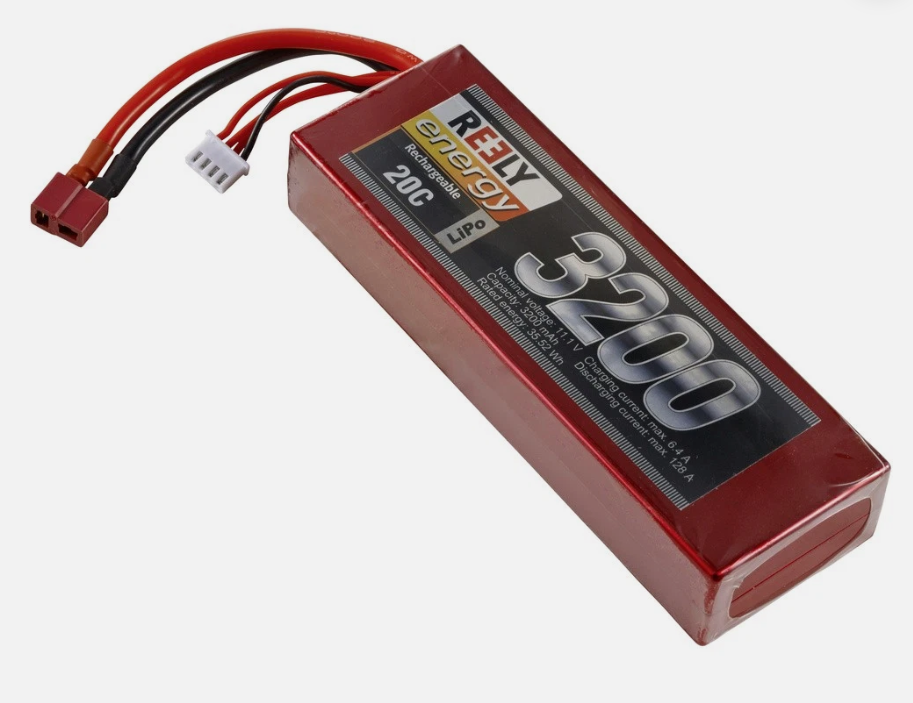 REELY
energy
Rechargeable
20C
LiPo
3200
Nominal voltage: 11.1 V
Capacity: 3200 mAh
Rated energy: 35.52 Wh
Charging current: max. 6.4 A
Discharging current: max. 128 A